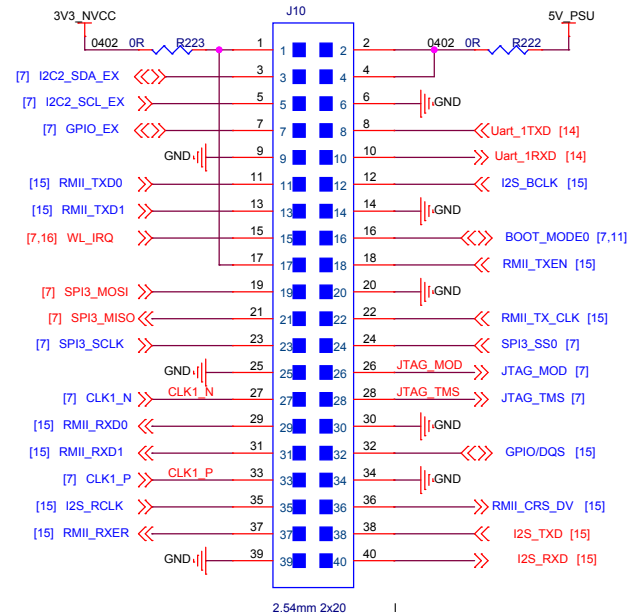 J10
3V3_NVCC 5V_PSU
0402 0R R223 1 1 2 2 0402 0R R222
[7] I2C2_SDA_EX 3 3 4 4
[7] I2C2_SCL_EX 5 5 6 6 GND
[7] GPIO_EX 7 7 8 8 Uart_1TXD [14]
GND 9 9 10 10 Uart_1RXD [14]
[15] RMII_TXD0 11 11 12 12 I2S_BCLK [15]
[15] RMII_TXD1 13 13 14 14 GND
[7,16] WL_IRQ 15 15 16 16 BOOT_MODE0 [7,11]
17 17 18 18 RMII_TXEN [15]
[7] SPI3_MOSI 19 19 20 20 GND
[7] SPI3_MISO 21 21 22 22 RMII_TX_CLK [15]
[7] SPI3_SCLK 23 23 24 24 SPI3_SS0 [7]
GND 25 25 26 26 JTAG_MOD JTAG_MOD [7]
[7] CLK1_N CLK1_N 27 27 28 28 JTAG_TMS JTAG_TMS [7]
[15] RMII_RXD0 29 29 30 30 GND
[15] RMII_RXD1 31 31 32 32 GPIO/DQS [15]
[7] CLK1_P CLK1_P 33 33 34 34 GND
[15] I2S_RCLK 35 35 36 36 RMII_CRS_DV [15]
[15] RMII_RXER 37 37 38 38 I2S_TXD [15]
GND 39 39 40 40 I2S_RXD [15]
2.54mm 2x20 I